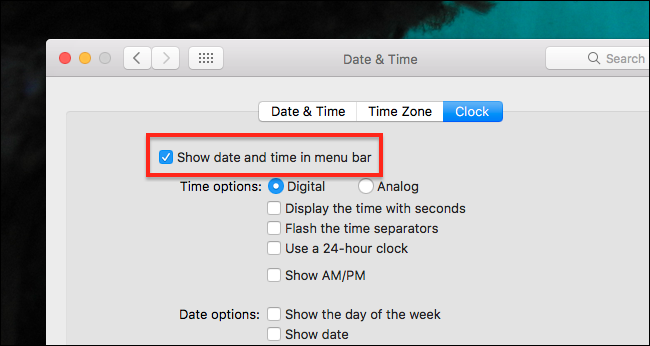 Date & Time
Search
Date & Time Time Zone Clock
Show date and time in menu bar
Time options: Digital Analog
Display the time with seconds
Flash the time separators
Use a 24-hour clock
Show AM/PM
Date options: Show the day of the week
Show date